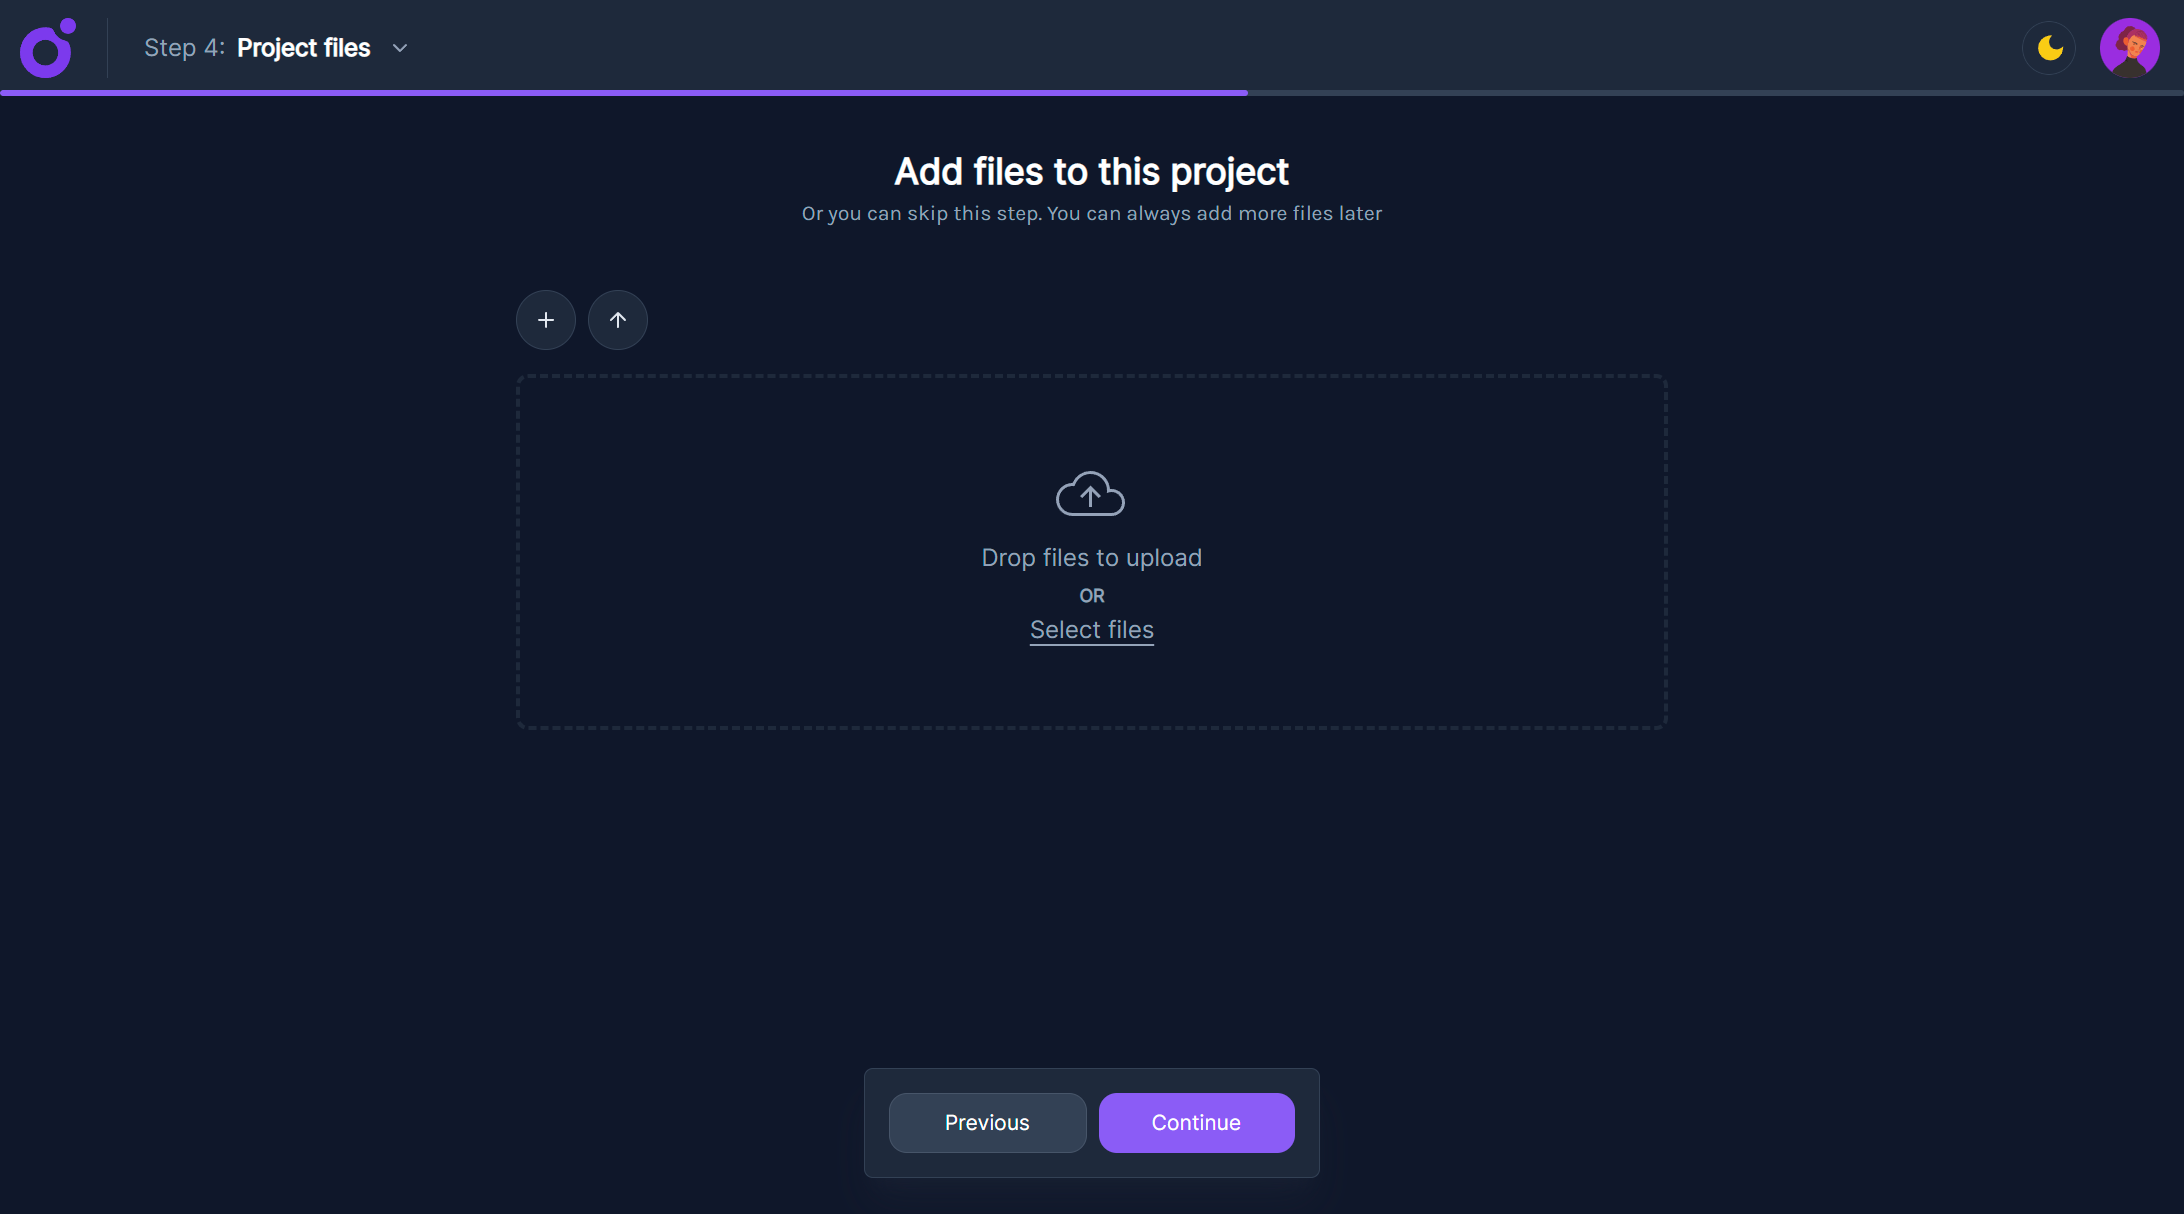 Step 4: Project files
Add files to this project
Or you can skip this step. You can always add more files later
Drop files to upload
OR
Select files
Previous
Continue